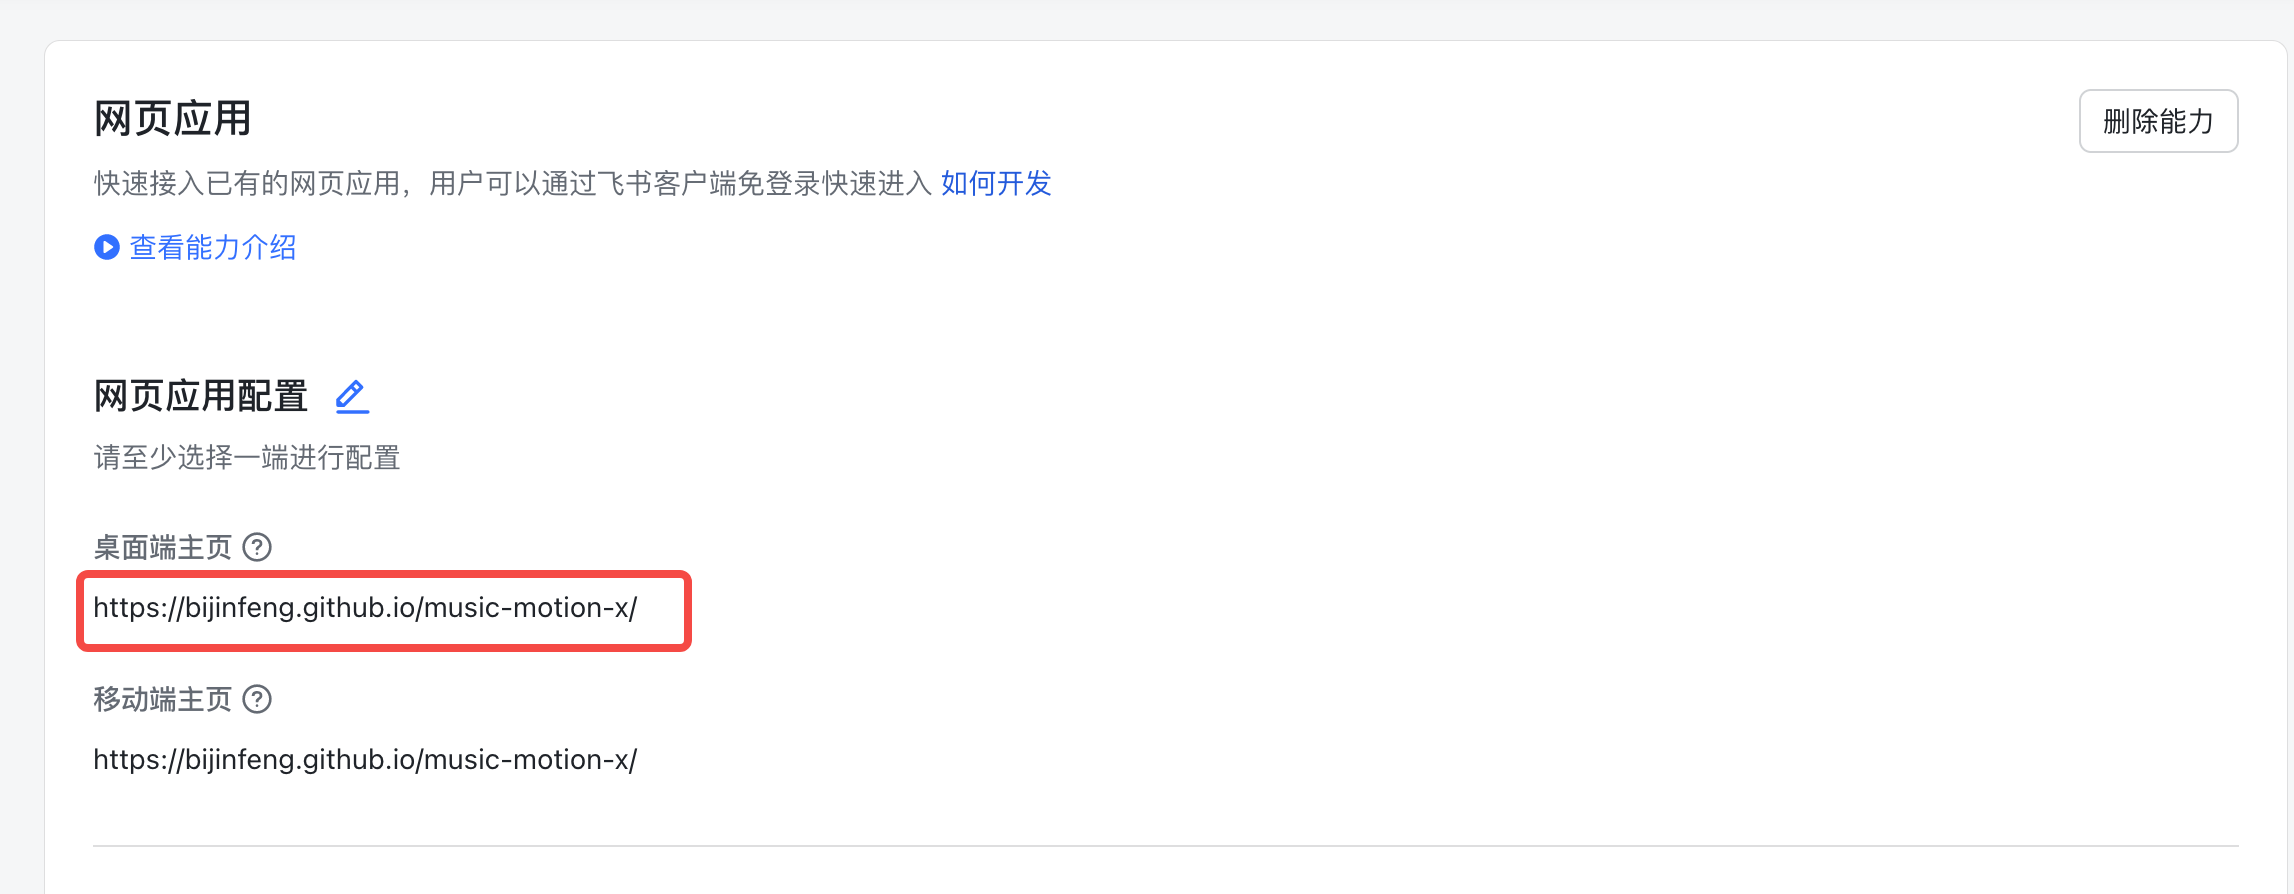 网页应用
删除能力
快速接入已有的网页应用，用户可以通过飞书客户端免登录快速进入 如何开发
查看能力介绍
网页应用配置
请至少选择一端进行配置
桌面端主页
https://bijinfeng.github.io/music-motion-x/
移动端主页
https://bijinfeng.github.io/music-motion-x/